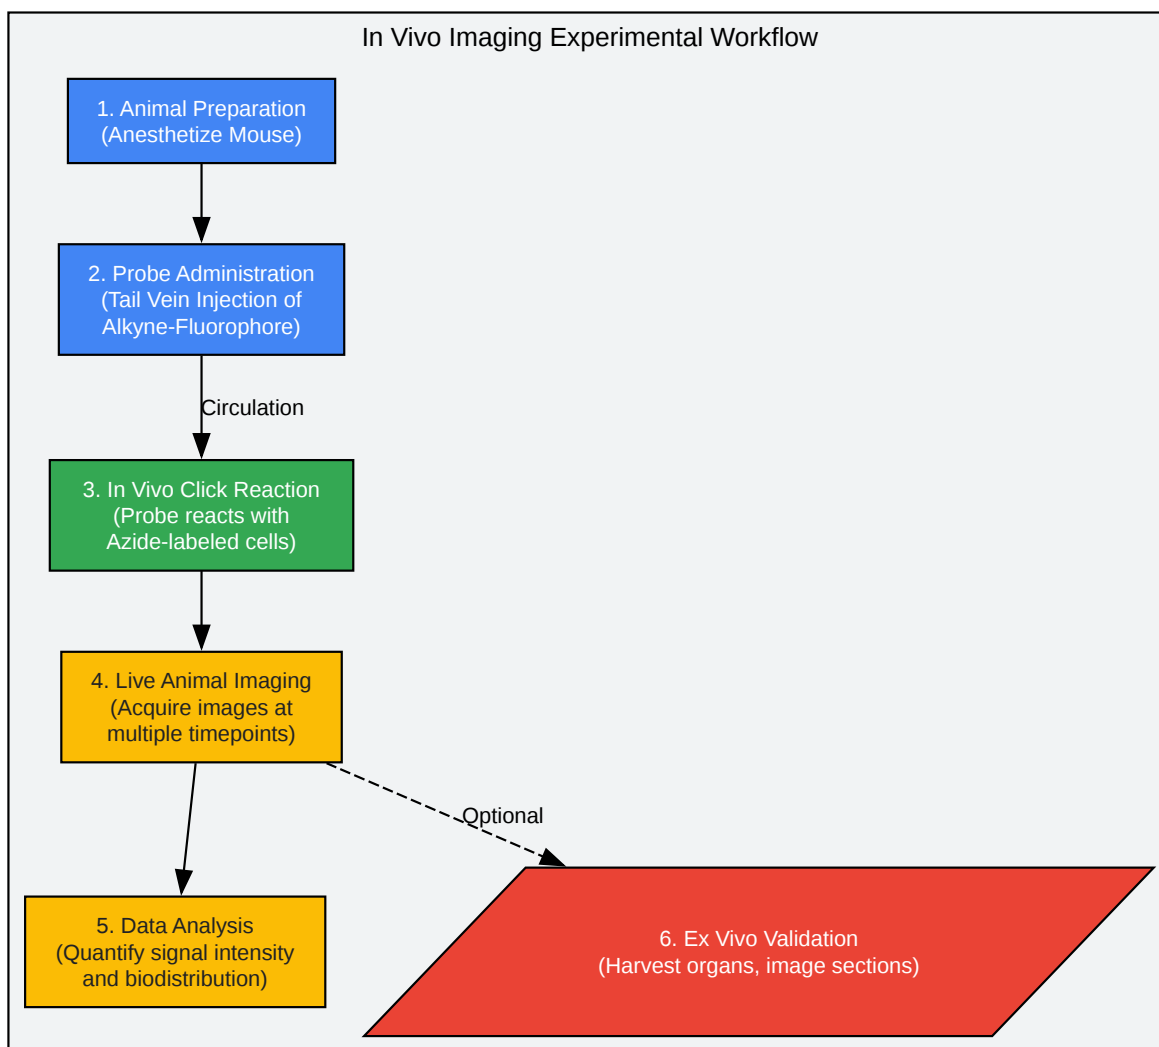 In Vivo Imaging Experimental Workflow
1. Animal Preparation
(Anesthetize Mouse)
2. Probe Administration
(Tail Vein Injection of
Alkyne-Fluorophore)
Circulation
3. In Vivo Click Reaction
(Probe reacts with
Azide-labeled cells)
4. Live Animal Imaging
(Acquire images at
multiple timepoints)
Optional
5. Data Analysis
(Quantify signal intensity
and biodistribution)
6. Ex Vivo Validation
(Harvest organs, image sections)